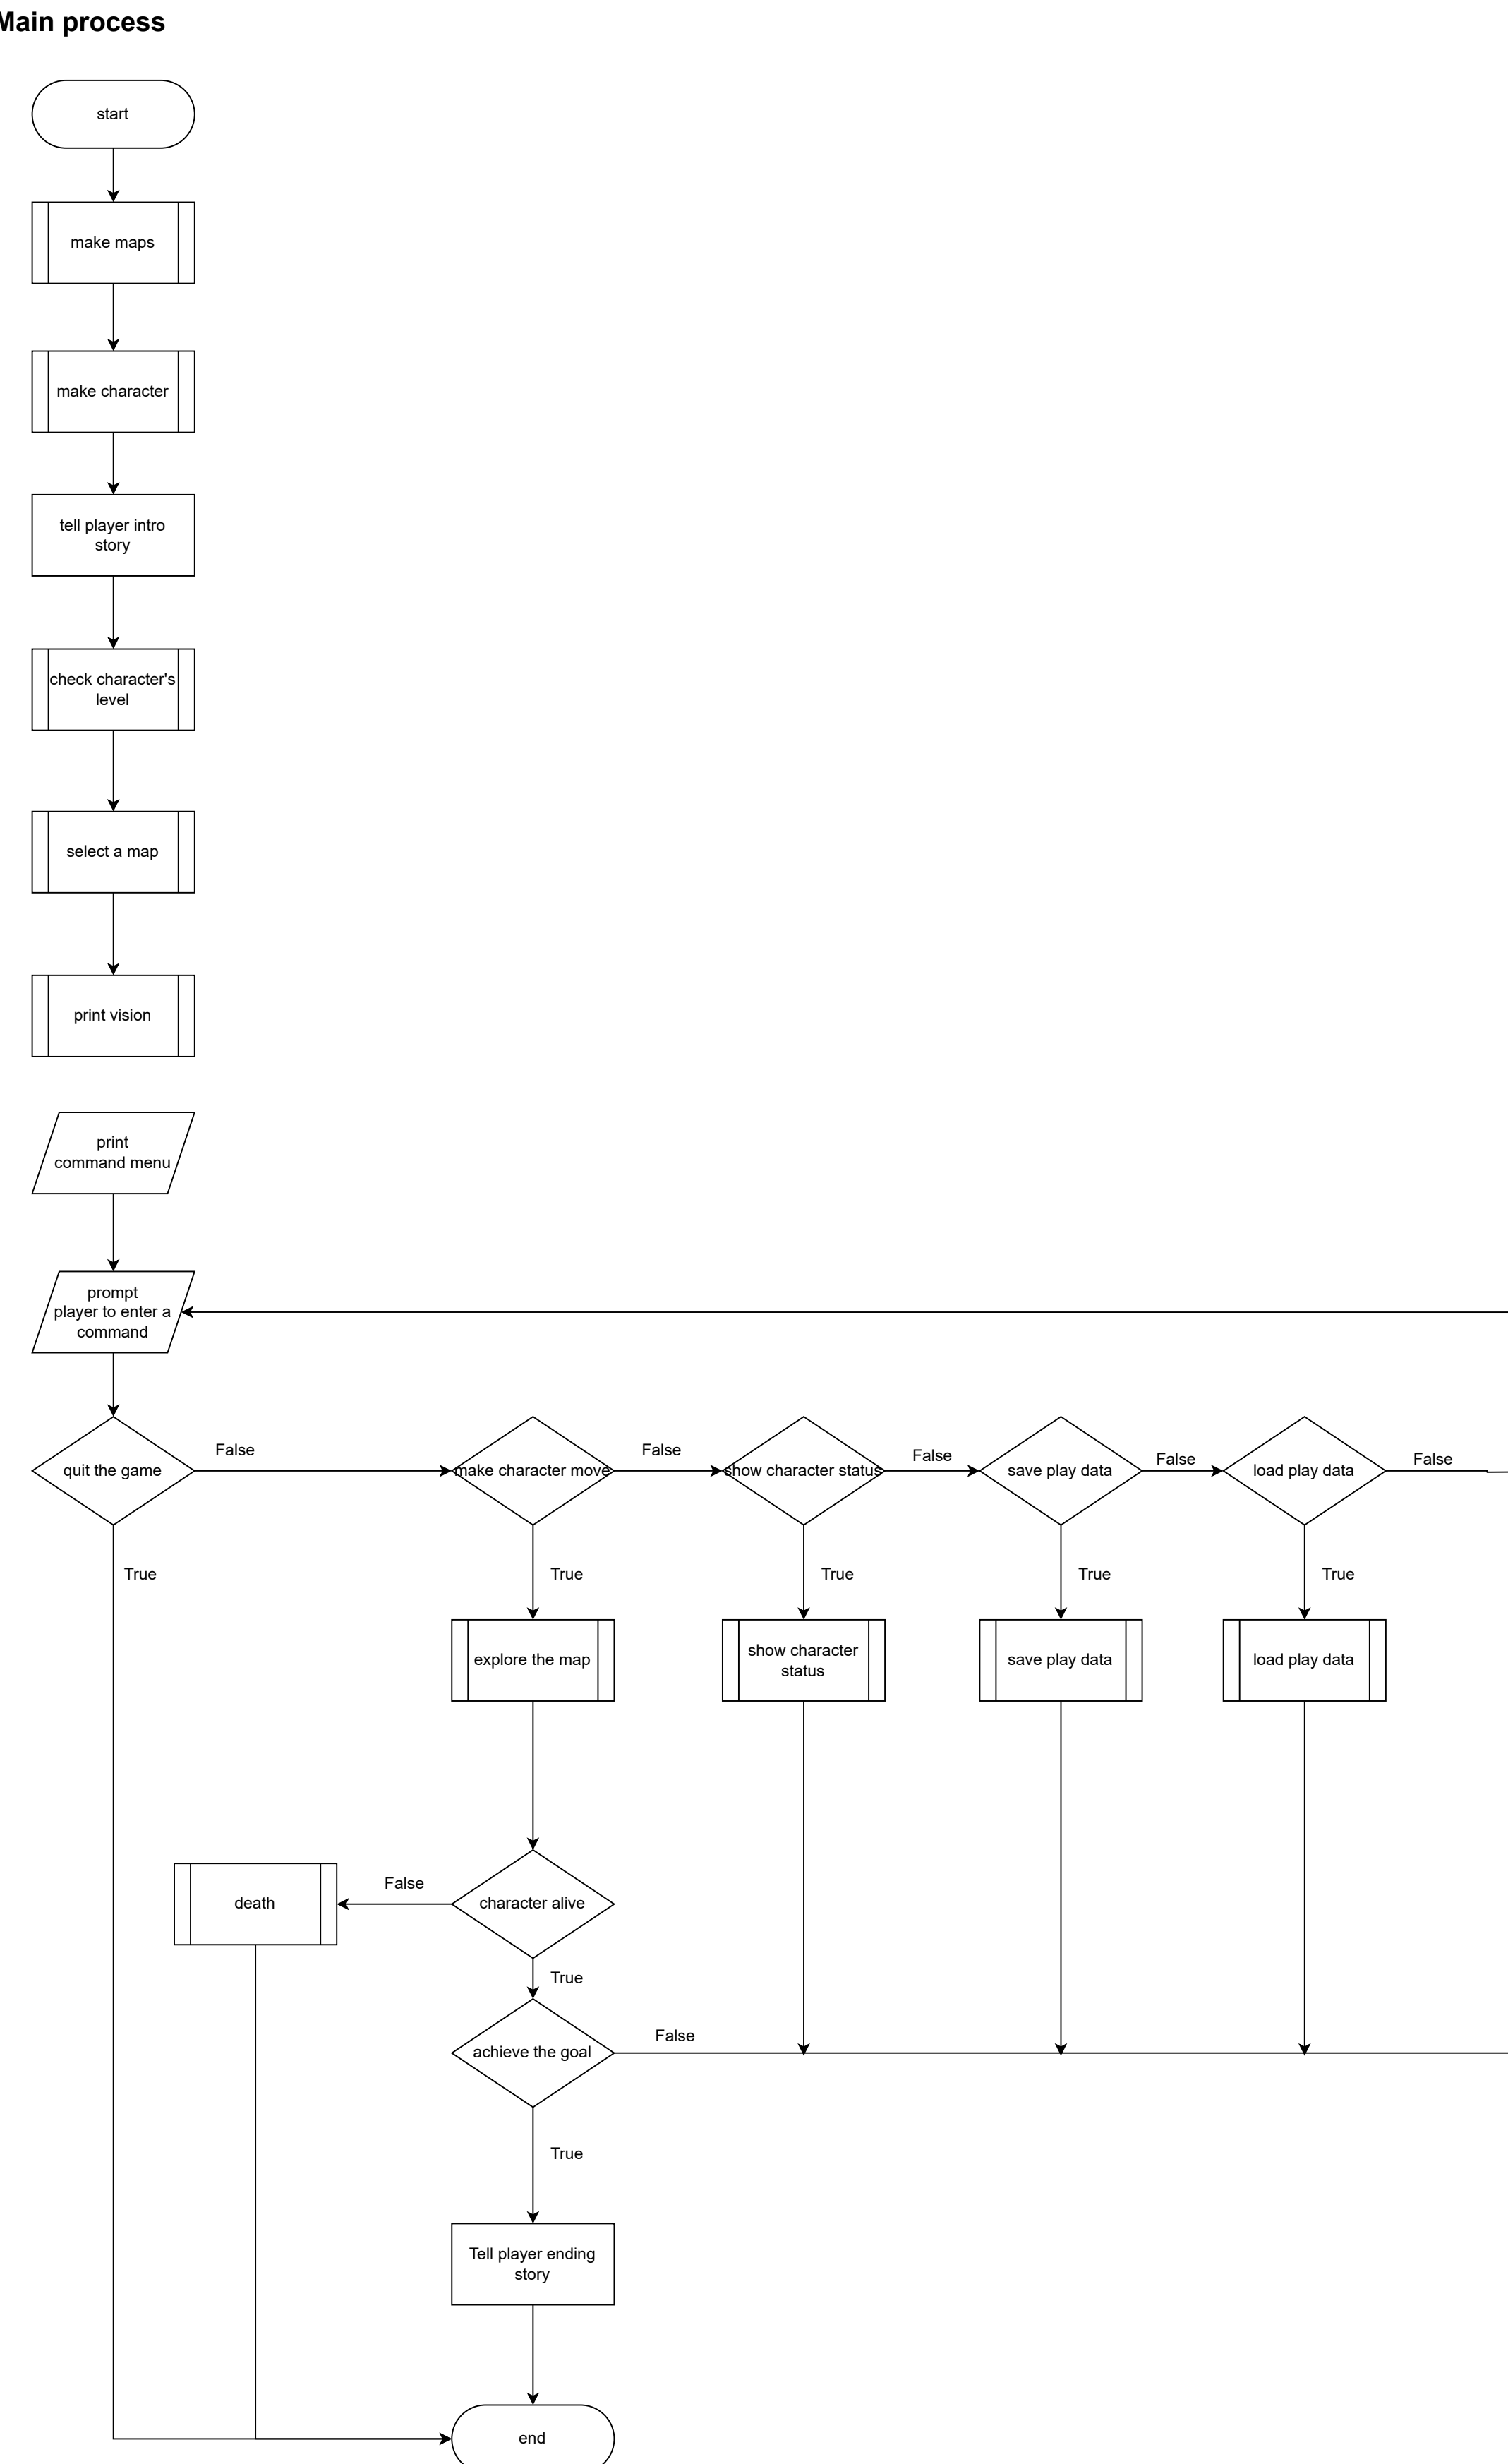 Main process
start
make maps
make character
tell player intro
story
check character's
level
select a map
print vision
print
command menu
prompt
player to enter a
command
quit the game
False
make character move
False
show character status
False
save play data
False
load play data
False
True
True
True
True
True
explore the map
show character
status
save play data
load play data
death
False
character alive
True
achieve the goal
False
True
Tell player ending
story
end